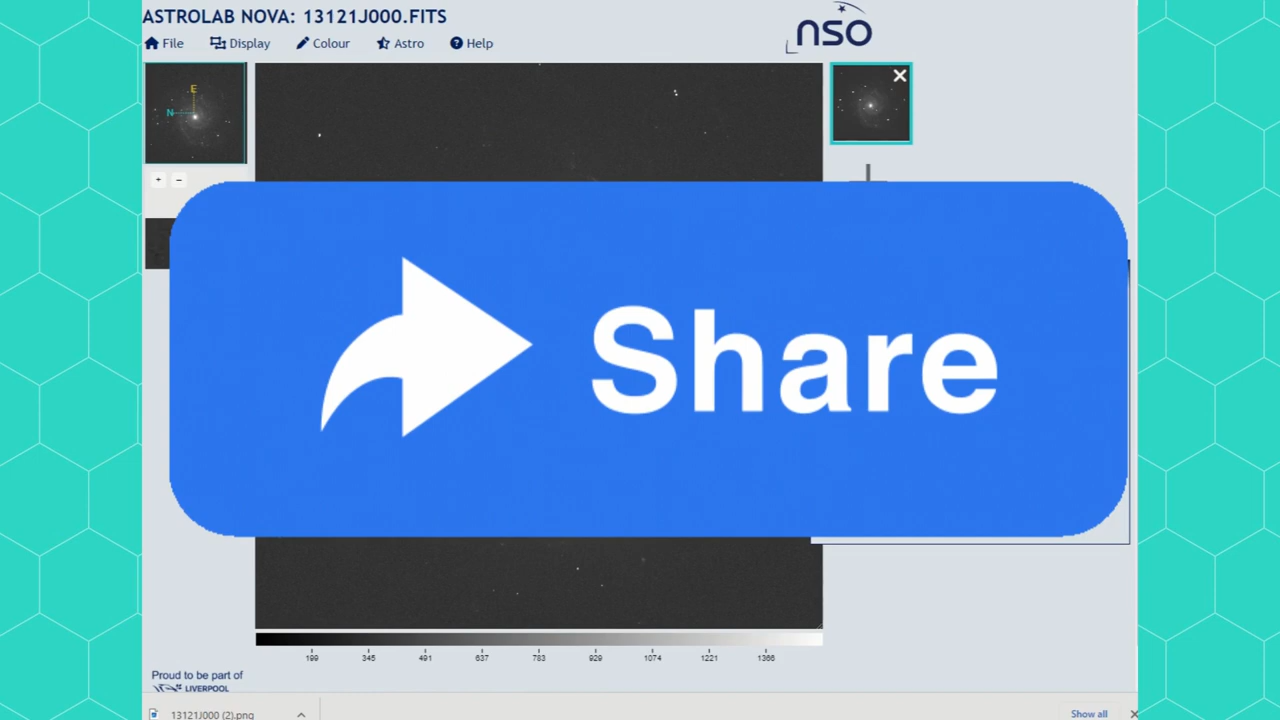 ASTROLAB NOVA: 13121J000.FITS
nso
File Display Colour Astro Help
E
N
+ −
Share
199 345 491 637 783 929 1074 1221 1366
Proud to be part of
LIVERPOOL
13121J000 (2).png
Show all